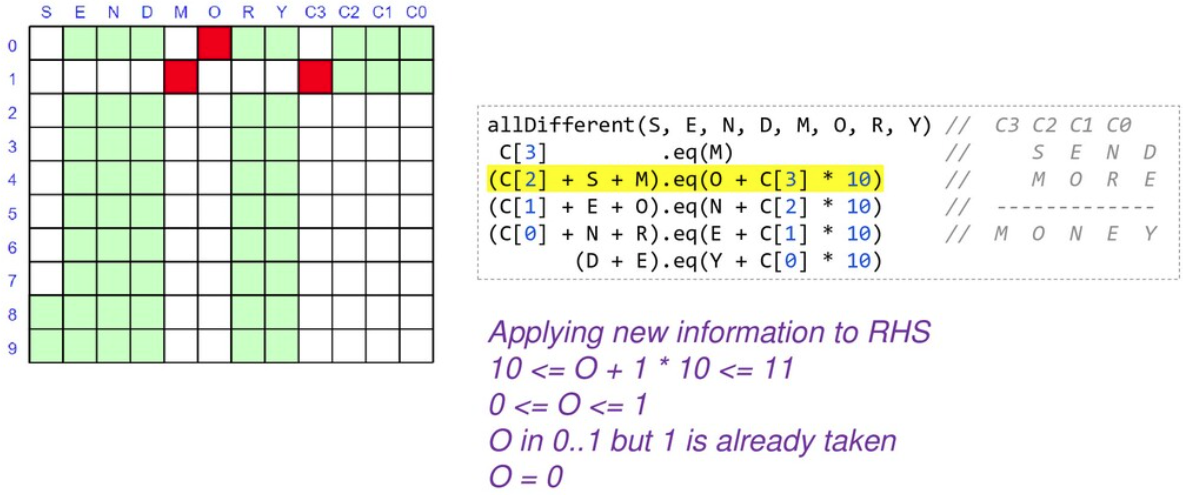 S E N D M O R Y C3 C2 C1 C0
0
1
2
3
4
5
6
7
8
9
allDifferent(S, E, N, D, M, O, R, Y) // C3 C2 C1 C0
C[3] .eq(M) // S E N D
(C[2] + S + M).eq(O + C[3] * 10) // M O R E
(C[1] + E + O).eq(N + C[2] * 10) // -------------
(C[0] + N + R).eq(E + C[1] * 10) // M O N E Y
(D + E).eq(Y + C[0] * 10)
Applying new information to RHS
10 <= O + 1 * 10 <= 11
0 <= O <= 1
O in 0..1 but 1 is already taken
O = 0